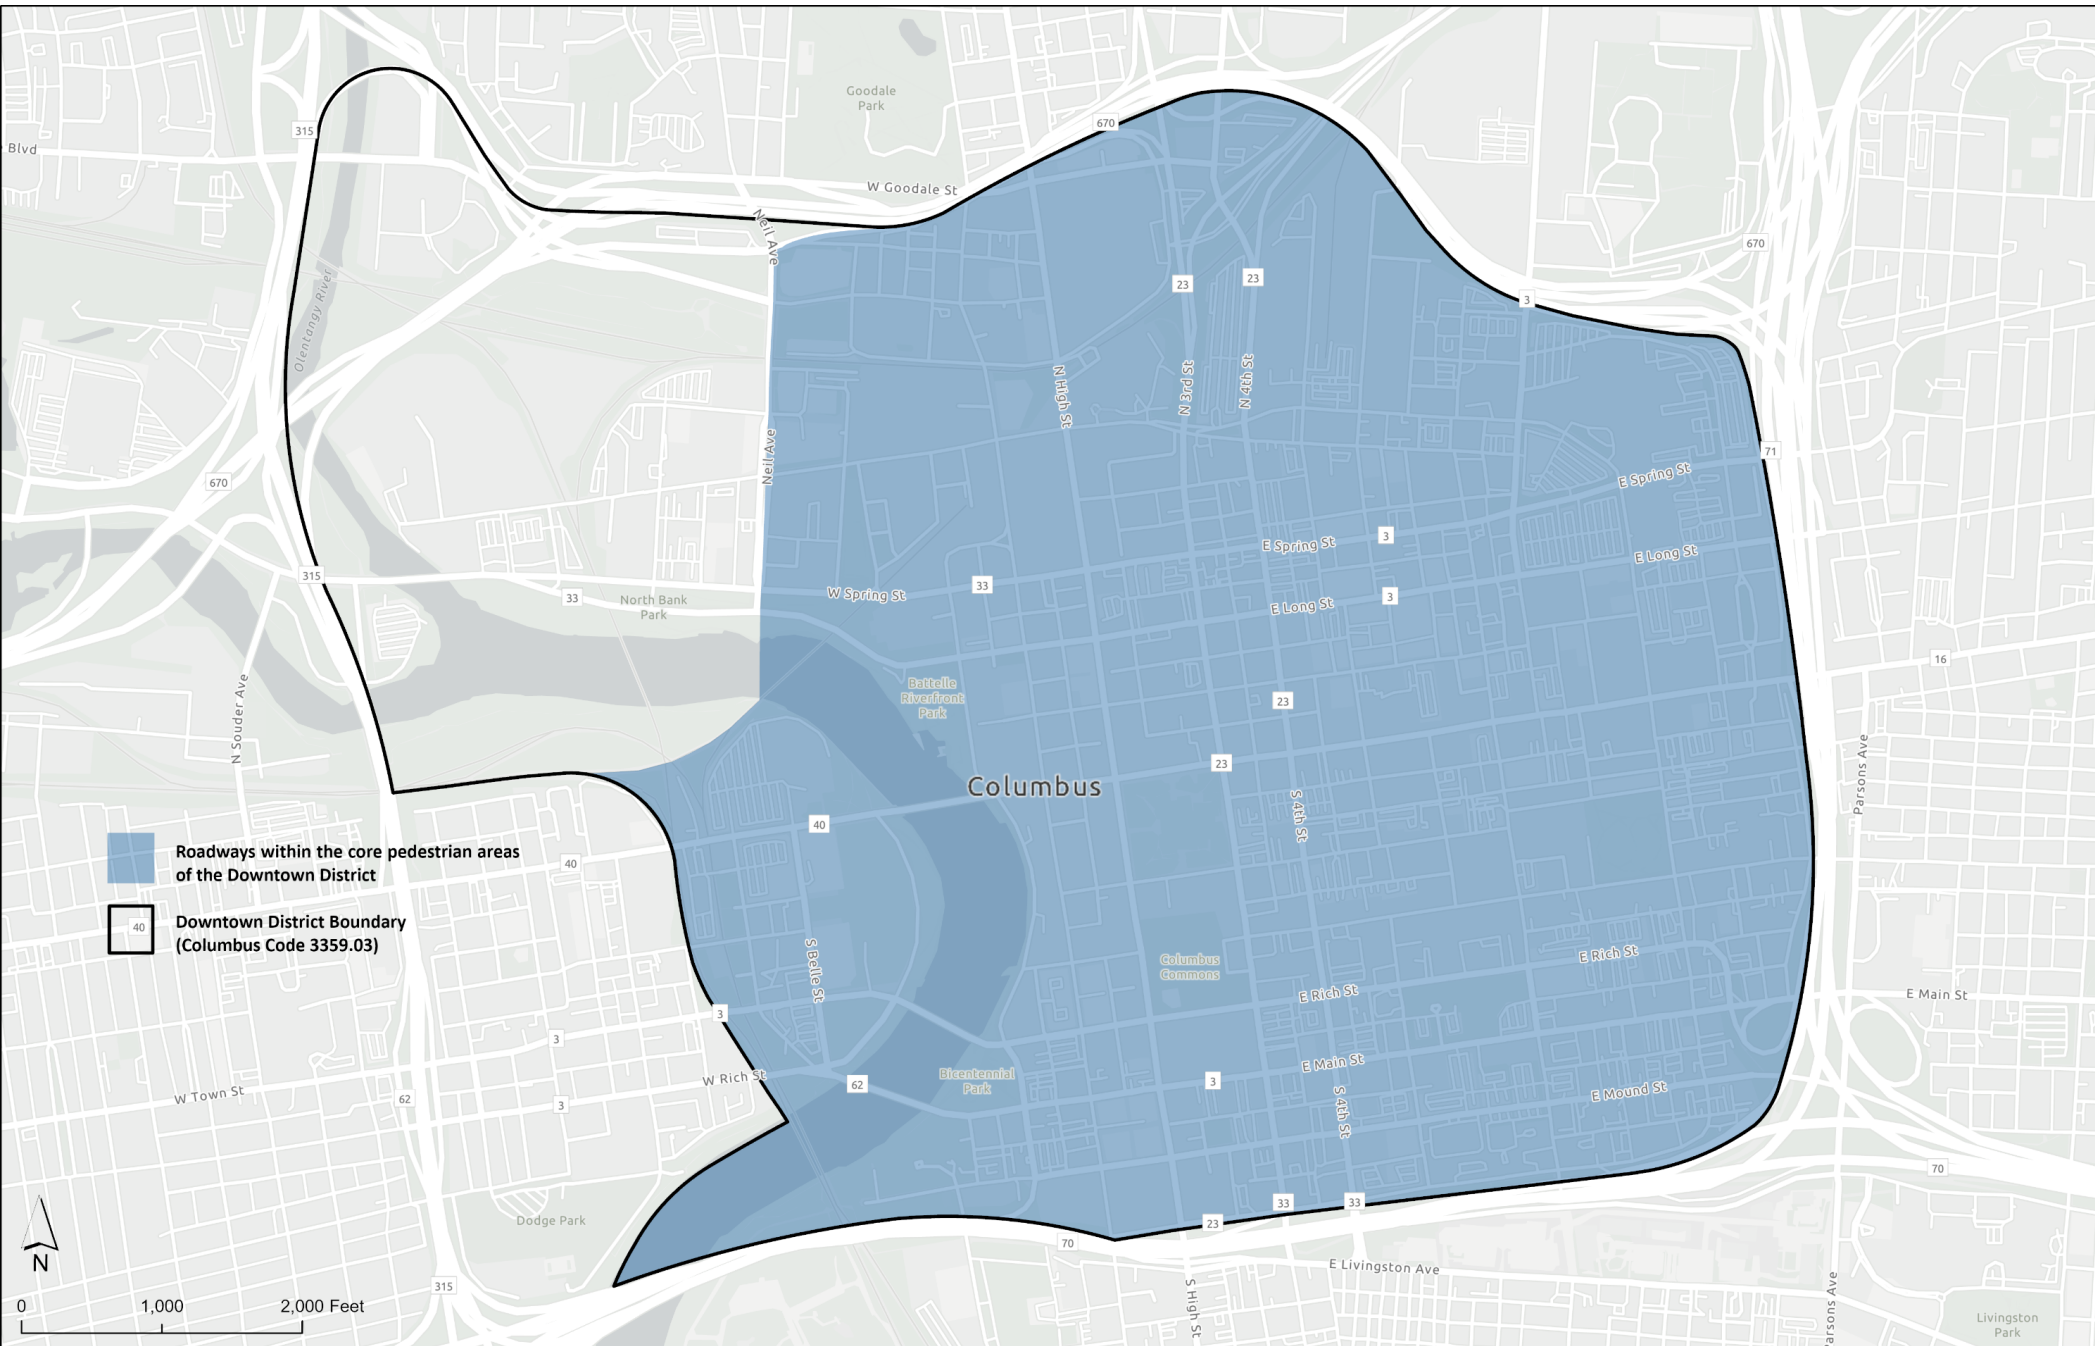 Goodale
Park
670
315
Blvd
W Goodale St
Neil Ave
670
23
23
3
Olentangy River
N High St
N 3rd St
N 4th St
Neil Ave
71
E Spring St
670
E Spring St
3
E Long St
315
33
North Bank
Park
W Spring St
33
E Long St
3
16
N Souder Ave
Battelle
Riverfront
Park
23
23
Parsons Ave
Columbus
40
S 4th St
Roadways within the core pedestrian areas
of the Downtown District
40
Downtown District Boundary
(Columbus Code 3359.03)
40
S Belle St
Columbus
Commons
E Rich St
E Rich St
E Main St
3
3
W Rich St
62
Bicentennial
Park
3
E Main St
E Mound St
W Town St
62
3
S 4th St
70
Dodge Park
23
33
33
70
N
E Livingston Ave
315
S High St
arsons Ave
0
1,000
2,000 Feet
Livingston
Park